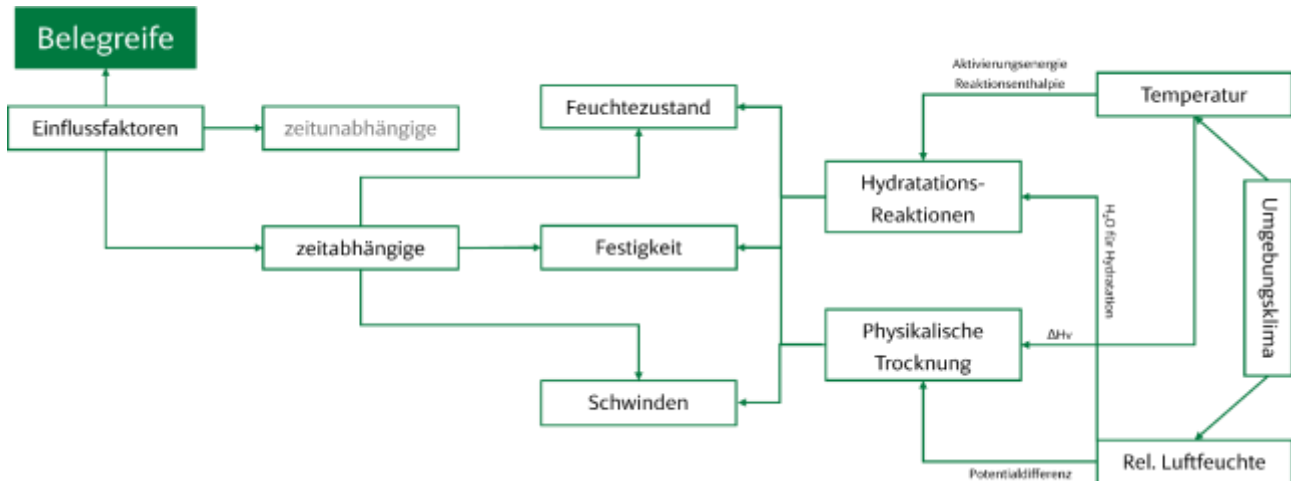 Belegreife
Einflussfaktoren
zeitunabhängige
zeitabhängige
Feuchtezustand
Festigkeit
Schwinden
Hydratations-
Reaktionen
Physikalische
Trocknung
Aktivierungsenergie
Reaktionsenthalpie
H₂O für Hydratation
ΔHv
Potentialdifferenz
Temperatur
Umgebungsklima
Rel. Luftfeuchte